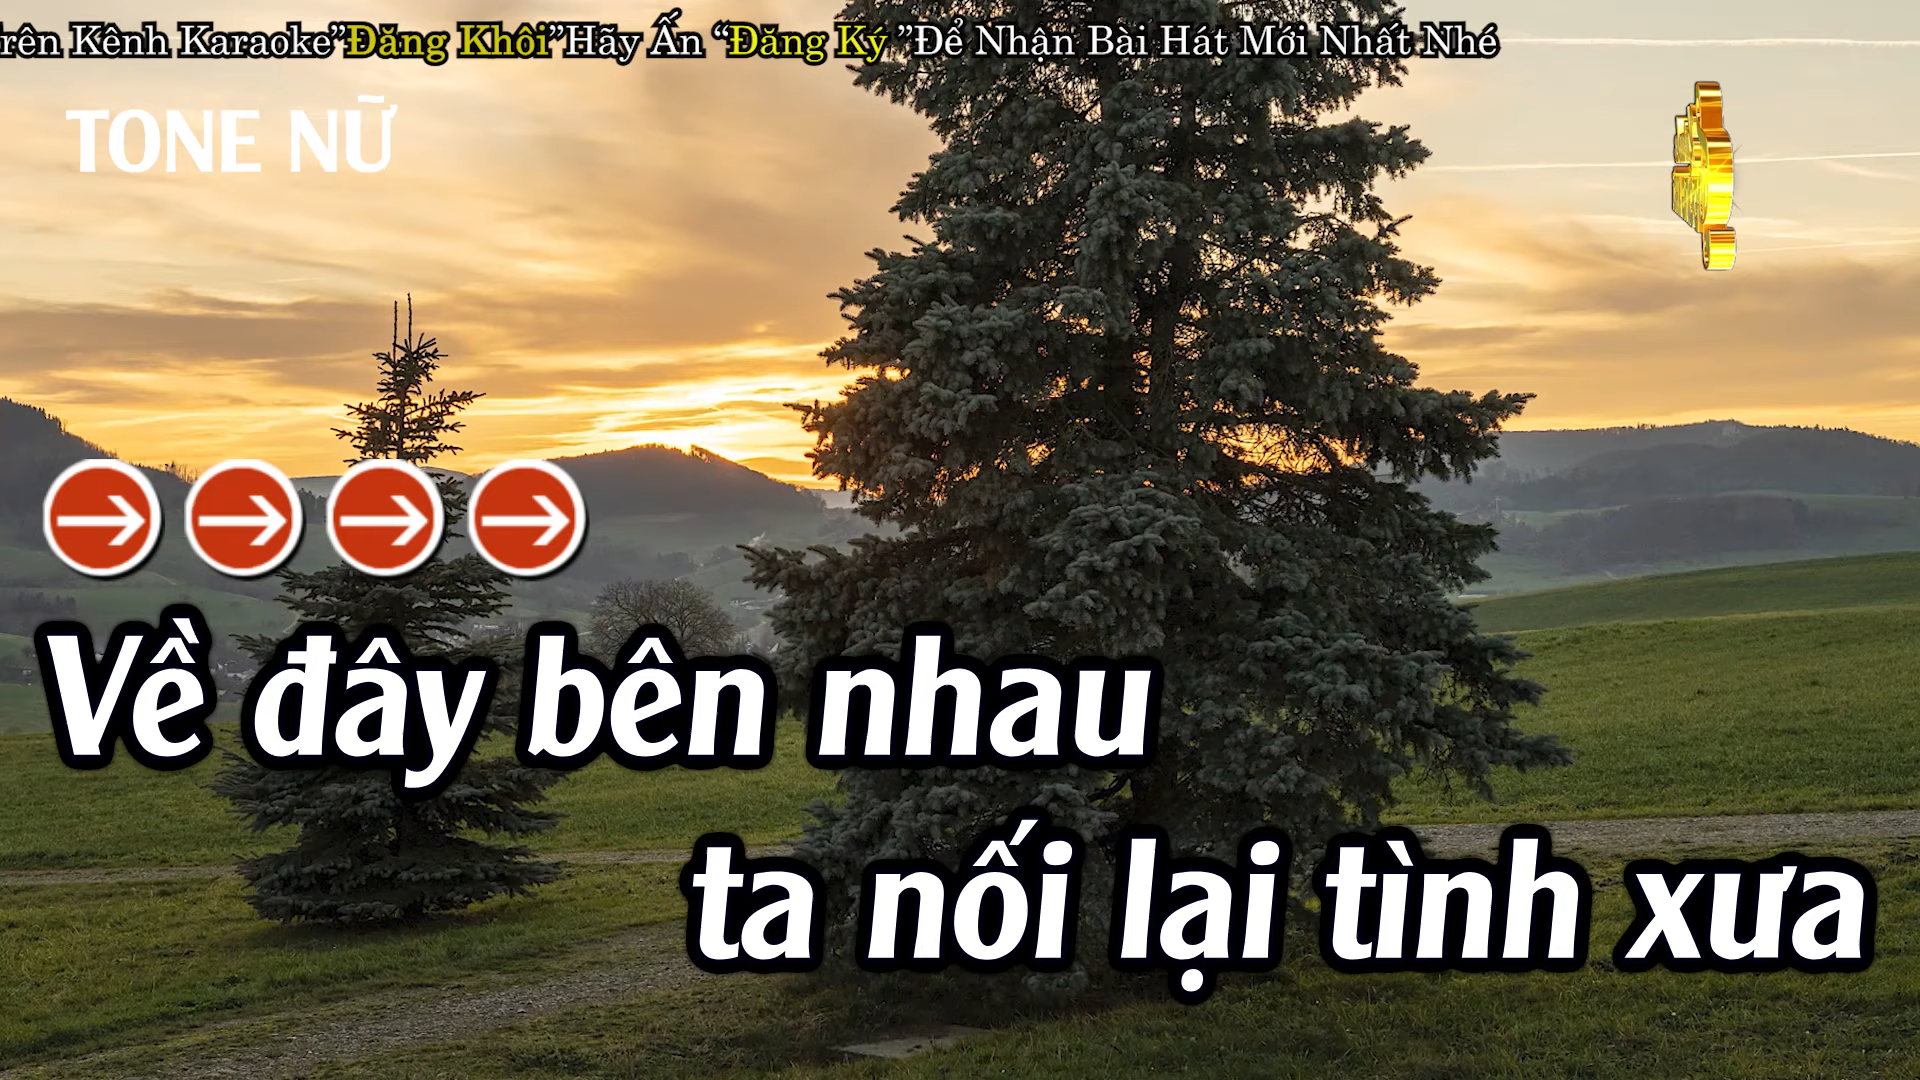 rên Kênh Karaoke”Đăng Khôi”Hãy Ấn “Đăng Ký ”Để Nhận Bài Hát Mới Nhất Nhé
TONE NỮ
Về đây bên nhau
ta nối lại tình xưa